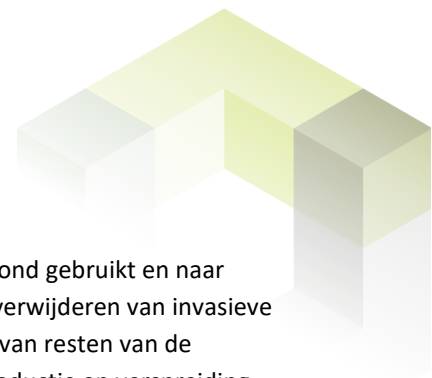 ond gebruikt en naar
verwijderen van invasieve
van resten van de